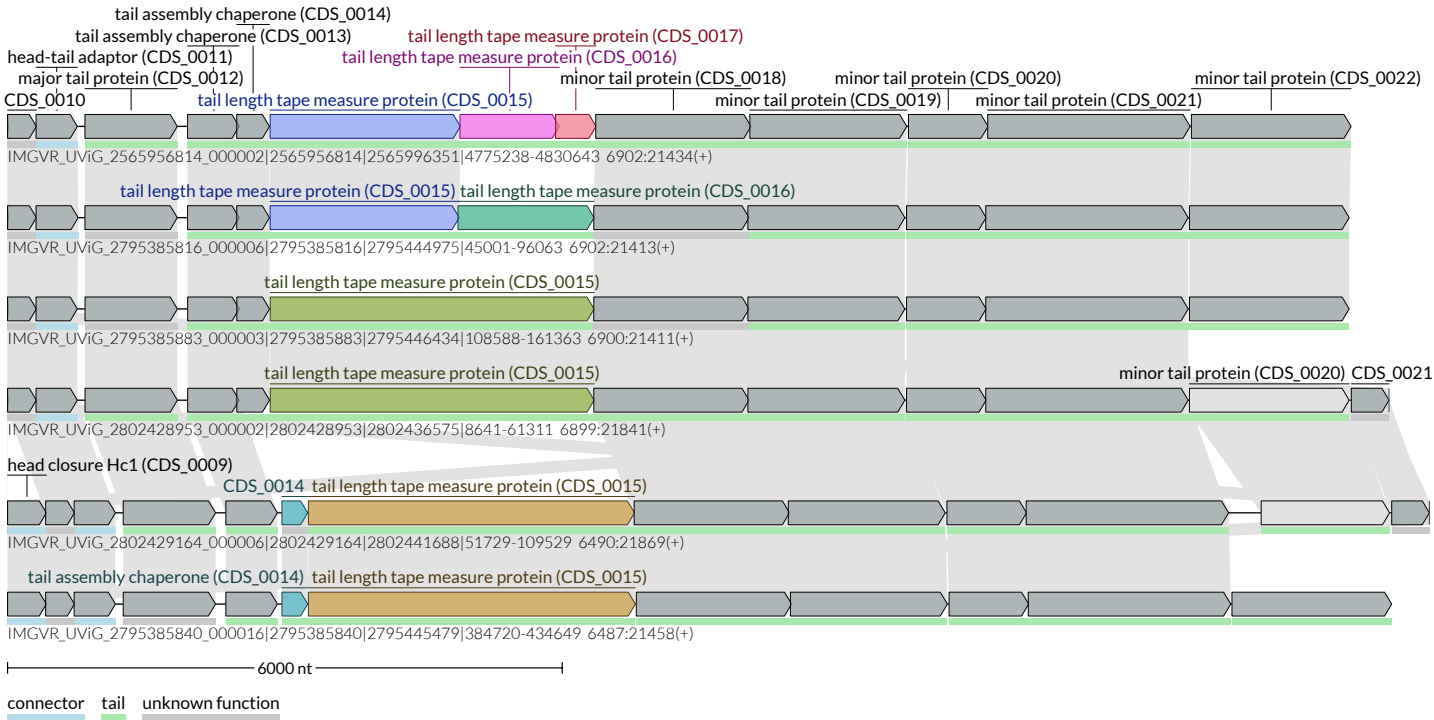 tail assembly chaperone (CDS_0014)
tail assembly chaperone (CDS_0013) tail length tape measure protein (CDS_0017)
head-tail adaptor (CDS_0011) tail length tape measure protein (CDS_0016)
major tail protein (CDS_0012) minor tail protein (CDS_0018) minor tail protein (CDS_0020) minor tail protein (CDS_0022)
CDS_0010 tail length tape measure protein (CDS_0015) minor tail protein (CDS_0019) minor tail protein (CDS_0021)
IMGVR_UViG_2565956814_000002|2565956814|2565996351|4775238-4830643 6902:21434(+)
tail length tape measure protein (CDS_0015) tail length tape measure protein (CDS_0016)
IMGVR_UViG_2795385816_000006|2795385816|2795444975|45001-96063 6902:21413(+)
tail length tape measure protein (CDS_0015)
IMGVR_UViG_2795385883_000003|2795385883|2795446434|108588-161363 6900:21411(+)
tail length tape measure protein (CDS_0015) minor tail protein (CDS_0020) CDS_0021
IMGVR_UViG_2802428953_000002|2802428953|2802436575|8641-61311 6899:21841(+)
head closure Hc1 (CDS_0009)
CDS_0014 tail length tape measure protein (CDS_0015)
IMGVR_UViG_2802429164_000006|2802429164|2802441688|51729-109529 6490:21869(+)
tail assembly chaperone (CDS_0014) tail length tape measure protein (CDS_0015)
IMGVR_UViG_2795385840_000016|2795385840|2795445479|384720-434649 6487:21458(+)
6000 nt
connector tail unknown function